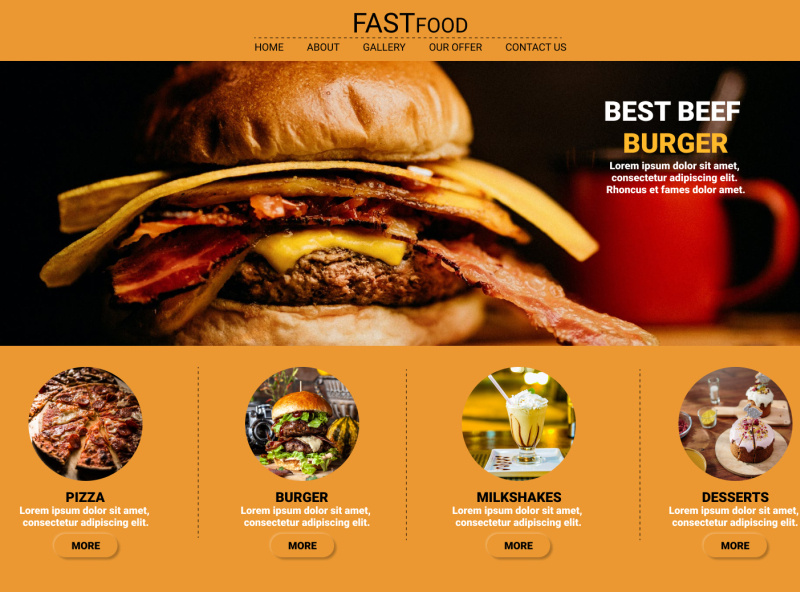 FASTFOOD
HOME ABOUT GALLERY OUR OFFER CONTACT US
BEST BEEF
BURGER
Lorem ipsum dolor sit amet,
consectetur adipiscing elit.
Rhoncus et fames dolor amet.
PIZZA
Lorem ipsum dolor sit amet,
consectetur adipiscing elit.
MORE
BURGER
Lorem ipsum dolor sit amet,
consectetur adipiscing elit.
MORE
MILKSHAKES
Lorem ipsum dolor sit amet,
consectetur adipiscing elit.
MORE
DESSERTS
Lorem ipsum dolor sit amet,
consectetur adipiscing elit.
MORE